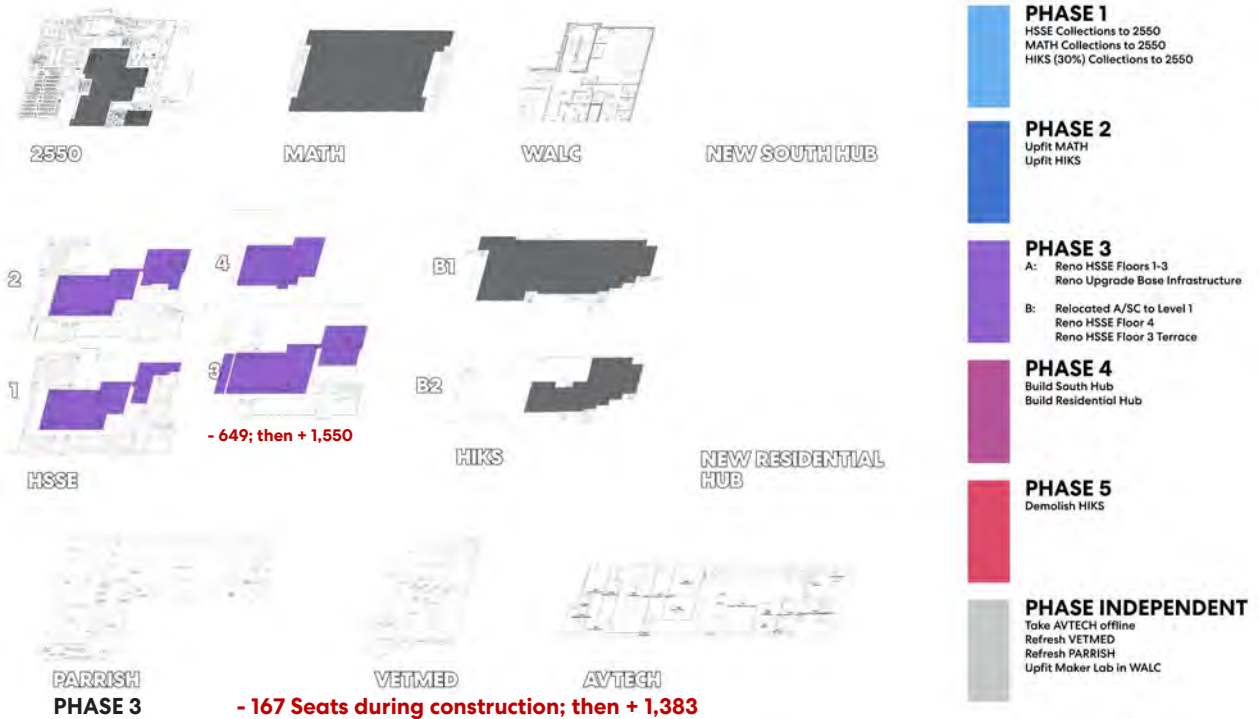 2550
MATH
WALC
NEW SOUTH HUB
2
4
B1
1
3
B2
- 649; then + 1,550
HSSE
HIKS
NEW RESIDENTIAL
HUB
PARRISH
VETMED
AVTECH
PHASE 3
- 167 Seats during construction; then + 1,383
PHASE 1
HSSE Collections to 2550
MATH Collections to 2550
HIKS (30%) Collections to 2550
PHASE 2
Upfit MATH
Upfit HIKS
PHASE 3
A: Reno HSSE Floors 1-3
Reno Upgrade Base Infrastructure
B: Relocated A/SC to Level 1
Reno HSSE Floor 4
Reno HSSE Floor 3 Terrace
PHASE 4
Build South Hub
Build Residential Hub
PHASE 5
Demolish HIKS
PHASE INDEPENDENT
Take AVTECH offline
Refresh VETMED
Refresh PARRISH
Upfit Maker Lab in WALC